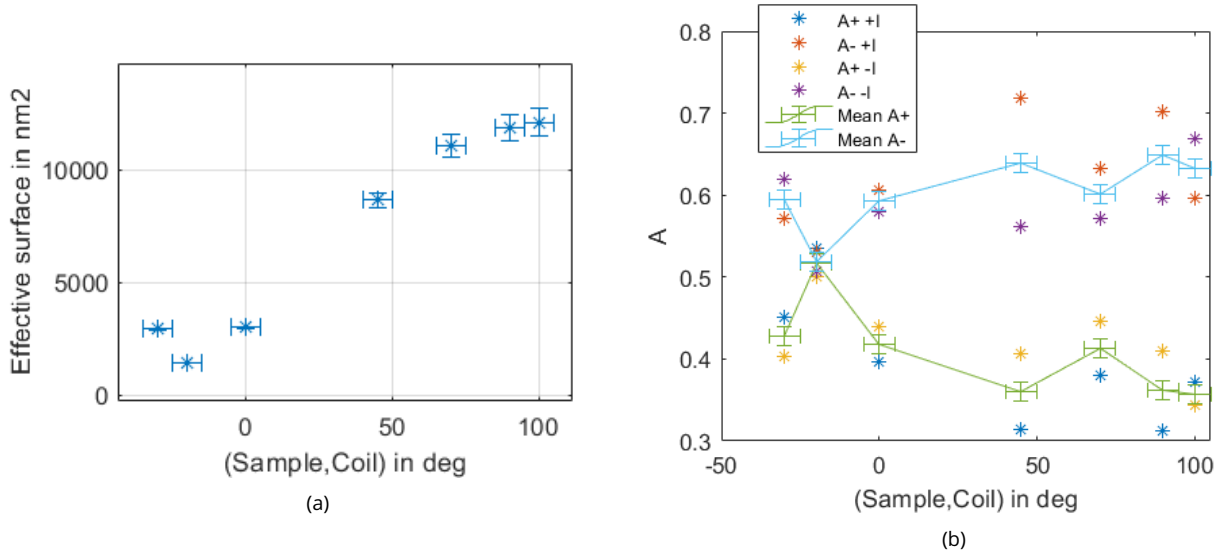 Effective surface in nm2
10000
5000
0
0
50
100
(Sample,Coil) in deg
(a)
A+ +I
A- +I
A+ -I
A- -I
Mean A+
Mean A-
A
0.8
0.7
0.6
0.5
0.4
0.3
-50
0
50
100
(Sample,Coil) in deg
(b)